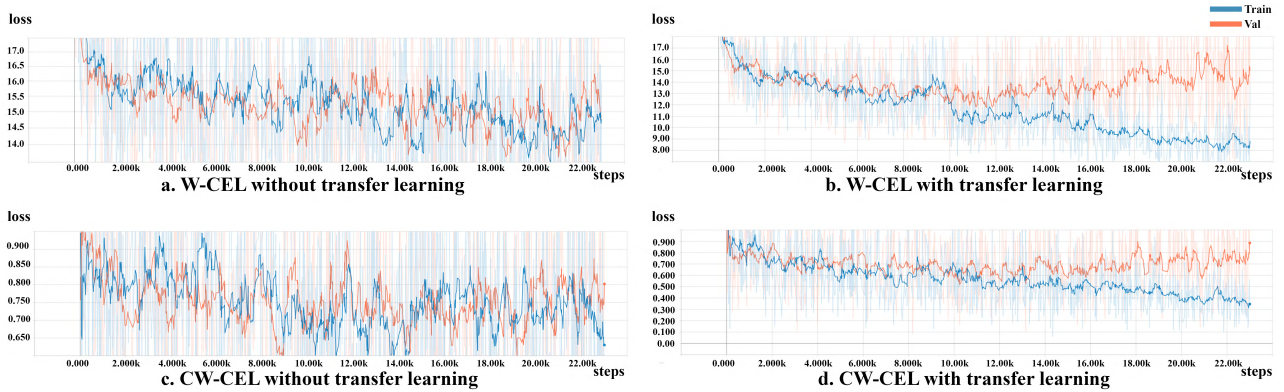 Train
Val
loss
17.0
16.5
16.0
15.5
15.0
14.5
14.0
0.000 2.000k 4.000k 6.000k 8.000k 10.00k 12.00k 14.00k 16.00k 18.00k 20.00k 22.00k
steps
a. W-CEL without transfer learning
loss
17.0
16.0
15.0
14.0
13.0
12.0
11.0
10.0
9.00
8.00
0.000 2.000k 4.000k 6.000k 8.000k 10.00k 12.00k 14.00k 16.00k 18.00k 20.00k 22.00k
steps
b. W-CEL with transfer learning
loss
0.900
0.850
0.800
0.750
0.700
0.650
0.000 2.000k 4.000k 6.000k 8.000k 10.00k 12.00k 14.00k 16.00k 18.00k 20.00k 22.00k
steps
c. CW-CEL without transfer learning
loss
0.900
0.800
0.700
0.600
0.500
0.400
0.300
0.200
0.100
0.00
0.000 2.000k 4.000k 6.000k 8.000k 10.00k 12.00k 14.00k 16.00k 18.00k 20.00k 22.00k
steps
d. CW-CEL with transfer learning